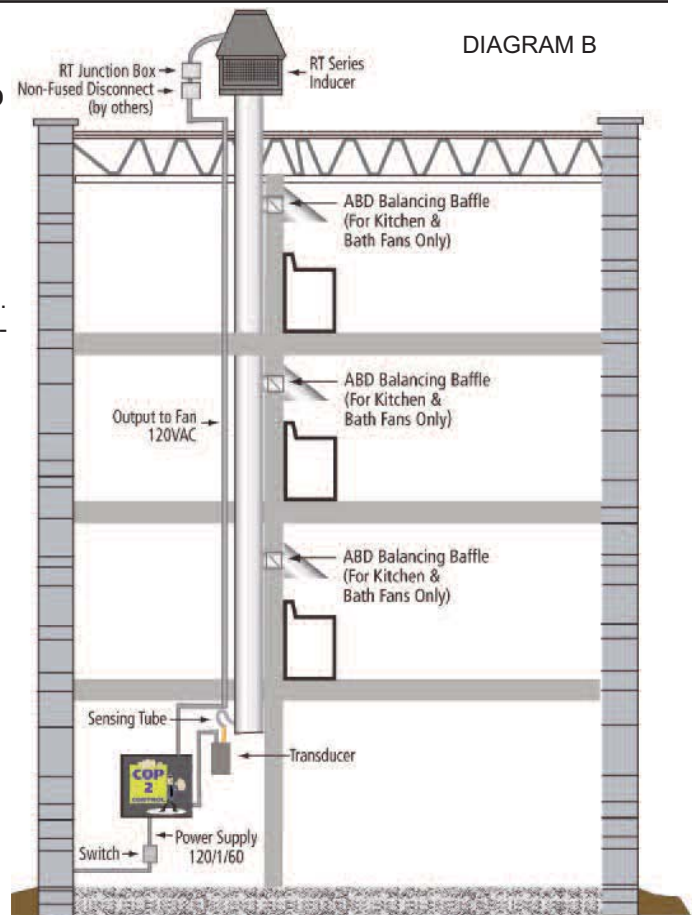 DIAGRAM B
RT Junction Box
Non-Fused Disconnect
(by others)
RT Series
Inducer
ABD Balancing Baffle
(For Kitchen &
Bath Fans Only)
ABD Balancing Baffle
(For Kitchen &
Bath Fans Only)
Output to Fan
120VAC
ABD Balancing Baffle
(For Kitchen &
Bath Fans Only)
Sensing Tube
Transducer
COP
2
CONTROL
Power Supply
120/1/60
Switch